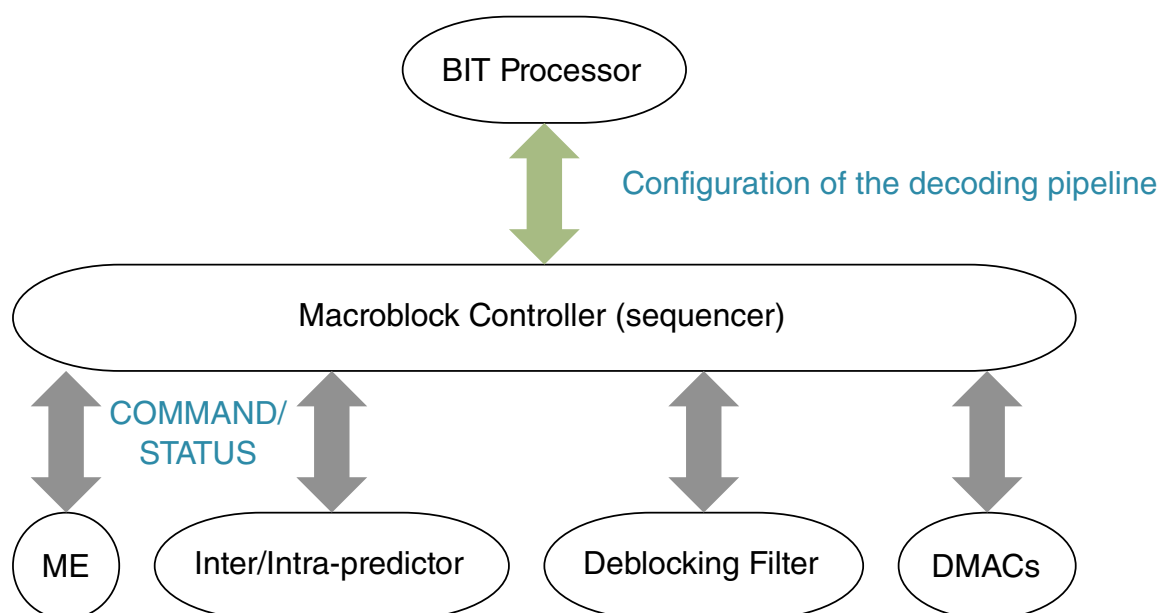 BIT Processor
Configuration of the decoding pipeline
Macroblock Controller (sequencer)
COMMAND/
STATUS
ME
Inter/Intra-predictor
Deblocking Filter
DMACs